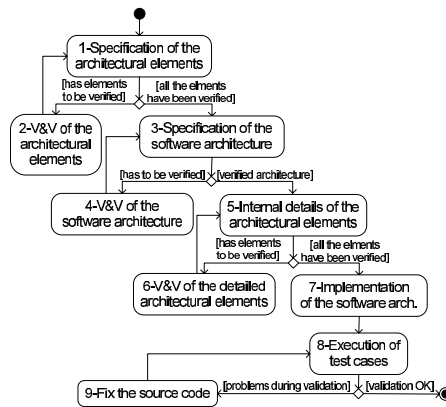 1-Specification of the
architectural elements
[has elements
to be verified]
[all the elments
have been verified]
2-V&V of the
architectural
elements
3-Specification of the
software architecture
[has to be verified]
[verified architecture]
4-V&V of the
software architecture
5-Internal details of the
architectural elements
[has elements
to be verified]
[all the elments
have been verified]
6-V&V of the detailed
architectural elements
7-Implementation
of the software arch.
8-Execution of
test cases
[problems during validation]
[validation OK]
9-Fix the source code